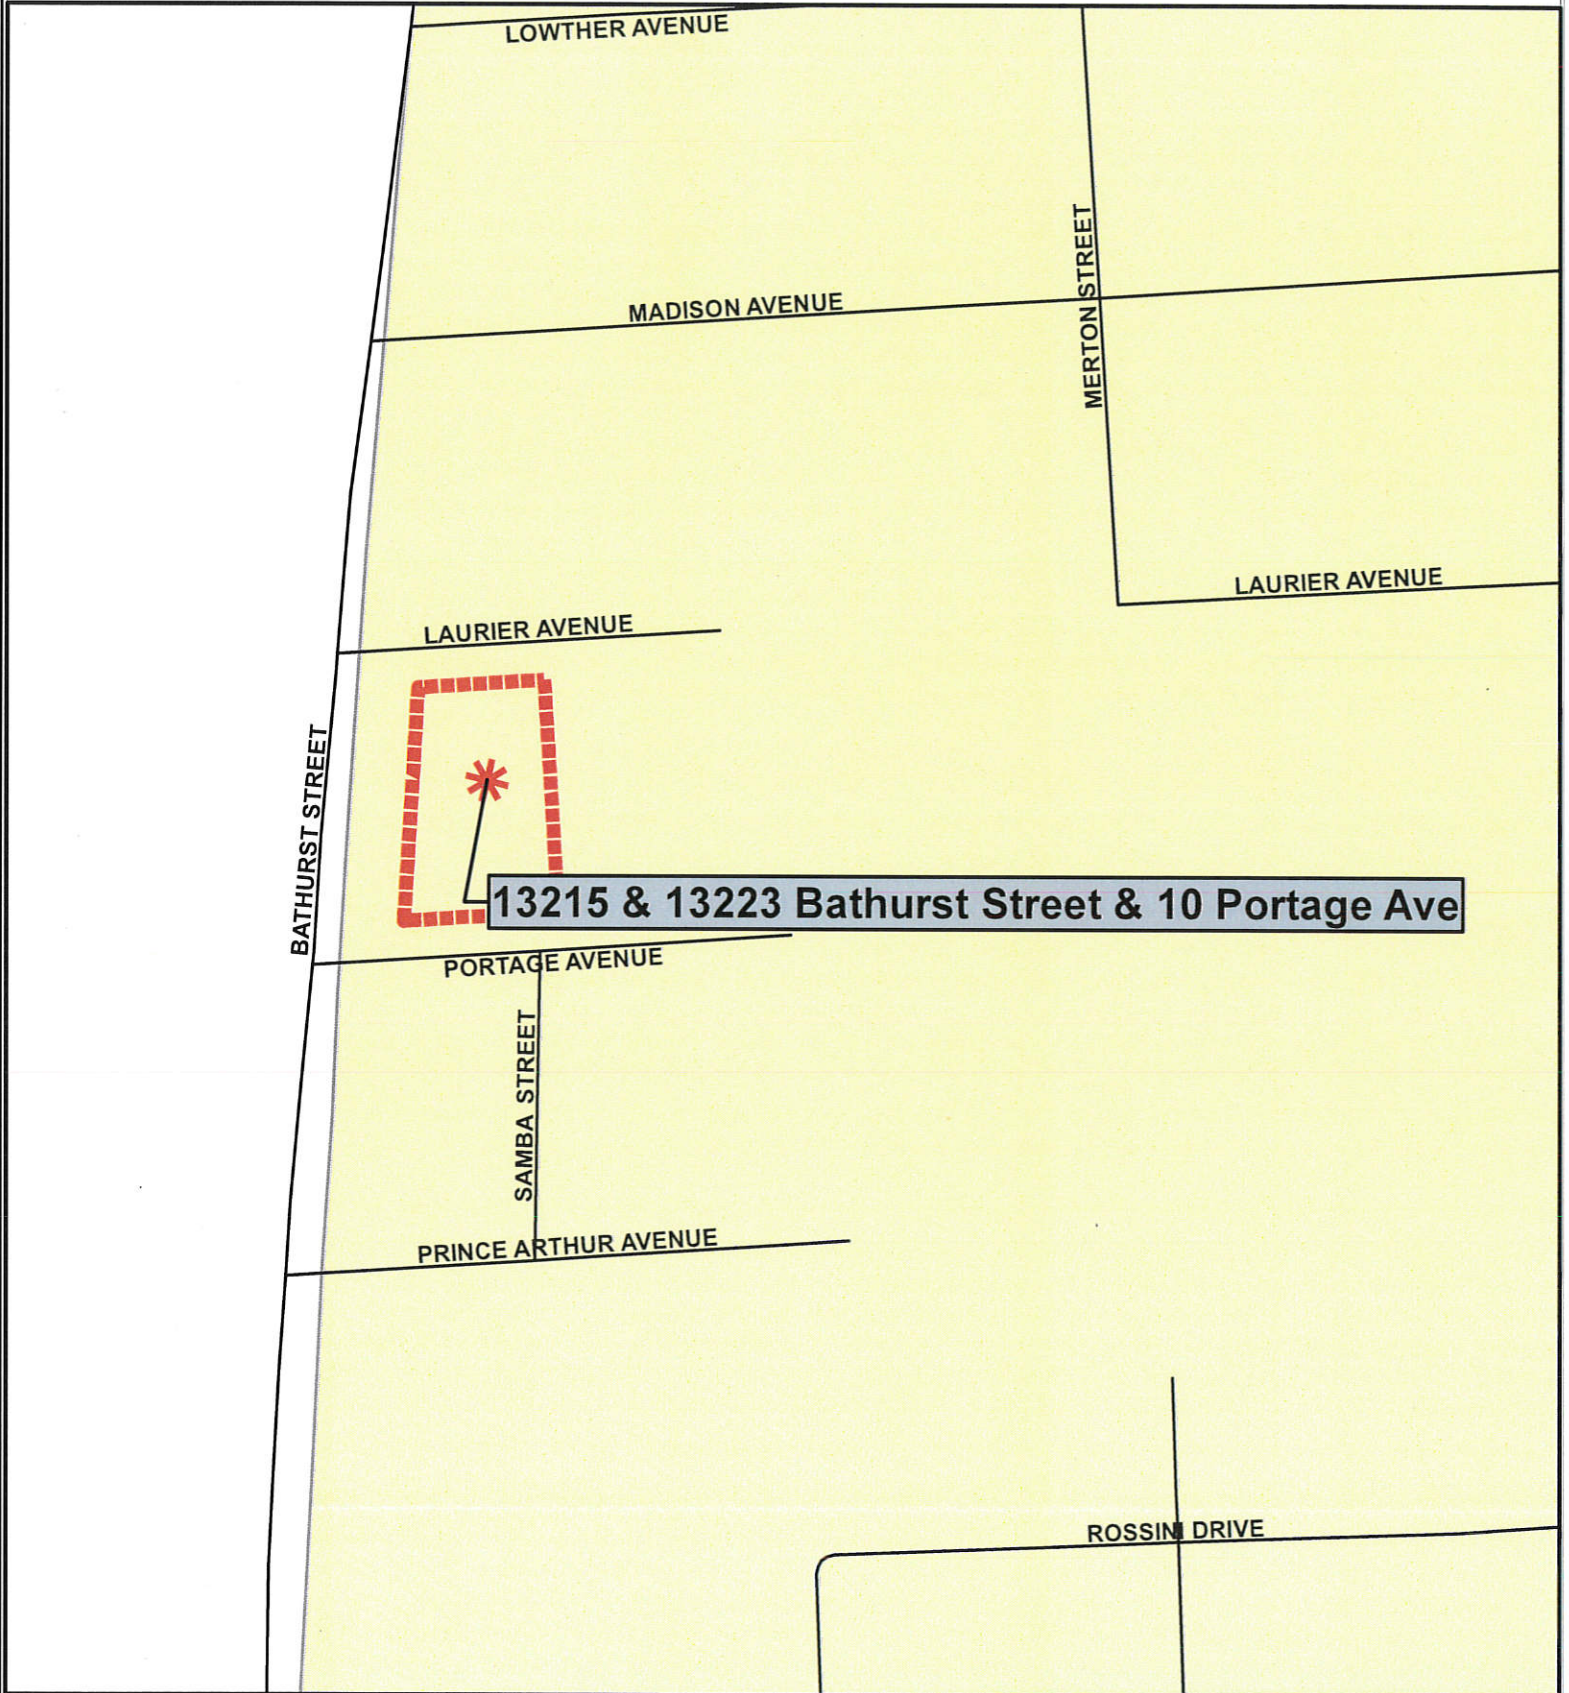 LOWTHER AVENUE
MERTON STREET
MADISON AVENUE
LAURIER AVENUE
LAURIER AVENUE
BATHURST STREET
13215 & 13223 Bathurst Street & 10 Portage Ave
PORTAGE AVENUE
SAMBA STREET
PRINCE ARTHUR AVENUE
ROSSINI DRIVE